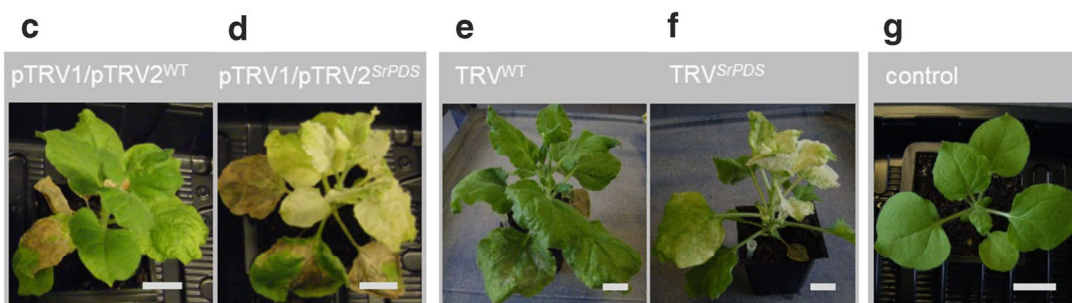 c d e f g
pTRV1/pTRV2WT pTRV1/pTRV2SrPDS TRVWT TRVSrPDS control